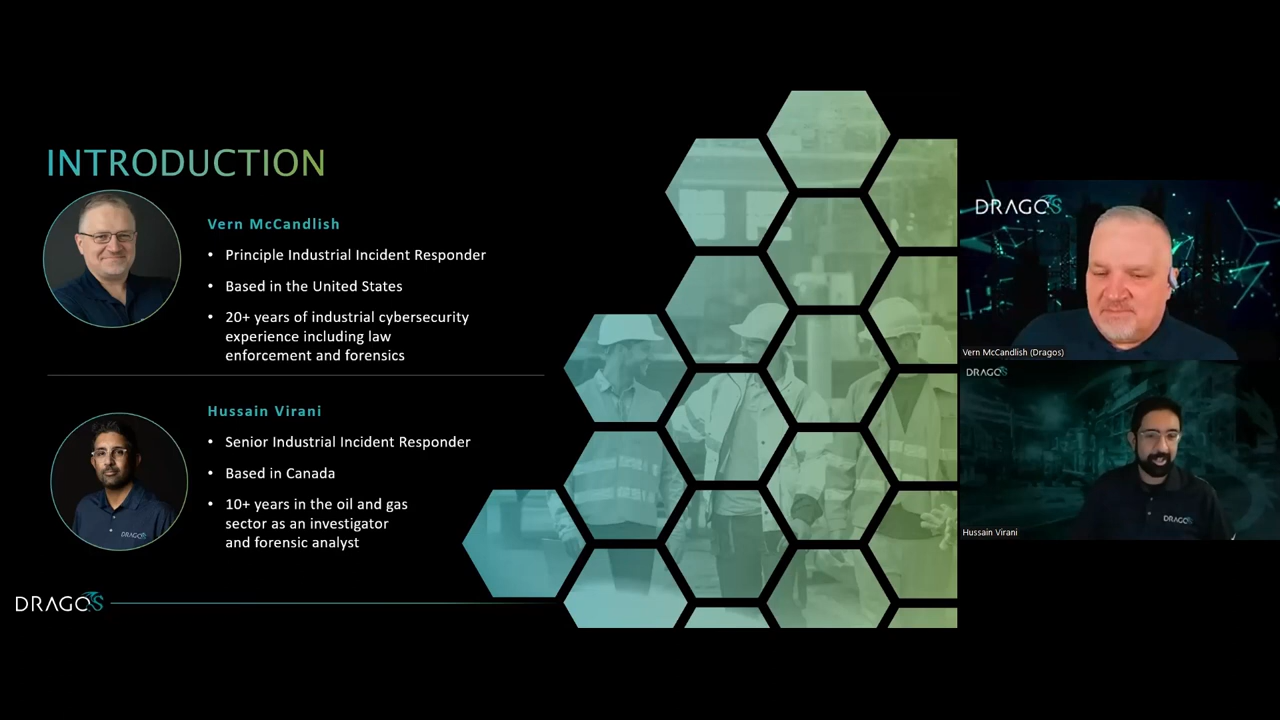 INTRODUCTION
Vern McCandlish
• Principle Industrial Incident Responder
• Based in the United States
• 20+ years of industrial cybersecurity
experience including law
enforcement and forensics
Hussain Virani
• Senior Industrial Incident Responder
• Based in Canada
• 10+ years in the oil and gas
sector as an investigator
and forensic analyst
DRAGOS
DRAGOS
DRAGOS
Vern McCandlish (Dragos)
DRAGOS
DRAGOS
Hussain Virani